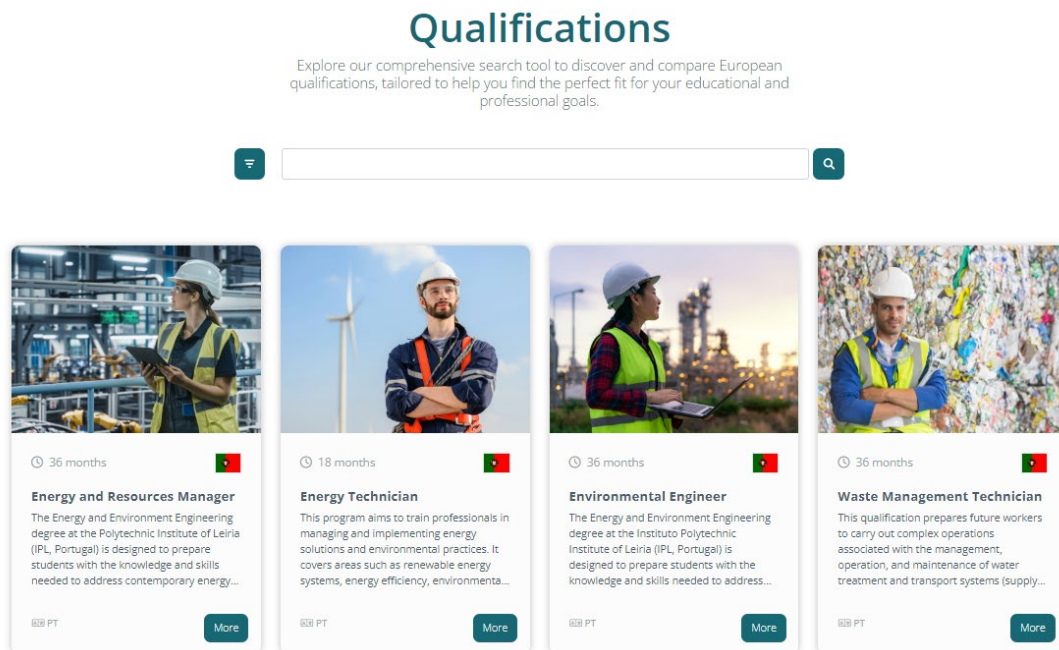 Qualifications
Explore our comprehensive search tool to discover and compare European
qualifications, tailored to help you find the perfect fit for your educational and
professional goals.
36 months
Energy and Resources Manager
The Energy and Environment Engineering
degree at the Polytechnic Institute of Leiria
(IPL, Portugal) is designed to prepare
students with the knowledge and skills
needed to address contemporary energy...
PT
More
18 months
Energy Technician
This program aims to train professionals in
managing and implementing energy
solutions and environmental practices. It
covers areas such as renewable energy
systems, energy efficiency, environmenta...
PT
More
36 months
Environmental Engineer
The Energy and Environment Engineering
degree at the Instituto Polytechnic
Institute of Leiria (IPL, Portugal) is
designed to prepare students with the
knowledge and skills needed to address...
PT
More
36 months
Waste Management Technician
This qualification prepares future workers
to carry out complex operations
associated with the management,
operation, and maintenance of water
treatment and transport systems (supply...
PT
More